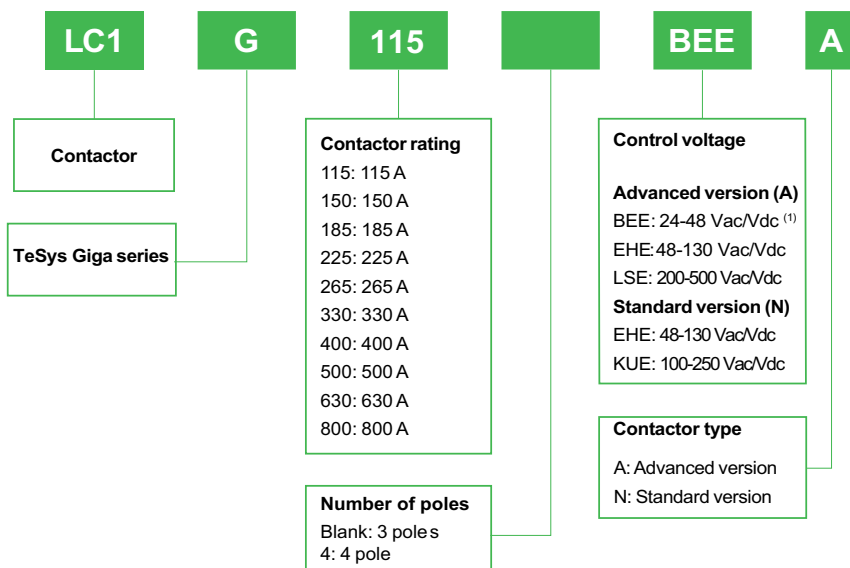 LC1 G 115 BEE A
Contactor
TeSys Giga series
Contactor rating
115: 115 A
150: 150 A
185: 185 A
225: 225 A
265: 265 A
330: 330 A
400: 400 A
500: 500 A
630: 630 A
800: 800 A
Number of poles
Blank: 3 poles
4: 4 pole
Control voltage
Advanced version (A)
BEE: 24-48 Vac/Vdc (1)
EHE: 48-130 Vac/Vdc
LSE: 200-500 Vac/Vdc
Standard version (N)
EHE: 48-130 Vac/Vdc
KUE: 100-250 Vac/Vdc
Contactor type
A: Advanced version
N: Standard version